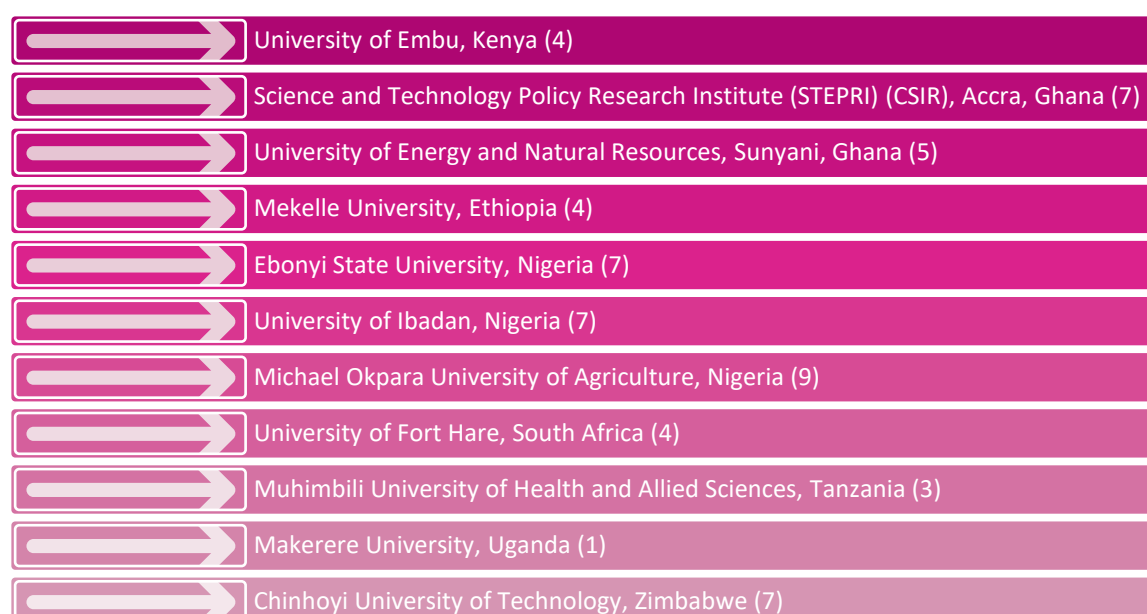 University of Embu, Kenya (4)
Science and Technology Policy Research Institute (STEPRI) (CSIR), Accra, Ghana (7)
University of Energy and Natural Resources, Sunyani, Ghana (5)
Mekelle University, Ethiopia (4)
Ebonyi State University, Nigeria (7)
University of Ibadan, Nigeria (7)
Michael Okpara University of Agriculture, Nigeria (9)
University of Fort Hare, South Africa (4)
Muhimbili University of Health and Allied Sciences, Tanzania (3)
Makerere University, Uganda (1)
Chinhoyi University of Technology, Zimbabwe (7)